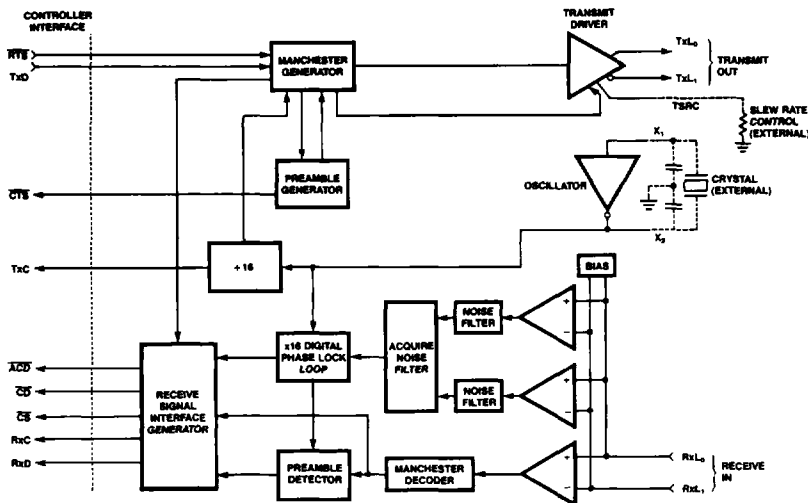 CONTROLLER
INTERFACE
RTS
TxD
MANCHESTER
GENERATOR
TRANSMIT
DRIVER
TxL₀
TxL₁
TRANSMIT
OUT
TSRC
SLEW RATE
CONTROL
(EXTERNAL)
PREAMBLE
GENERATOR
CTS
OSCILLATOR
X₁
X₂
CRYSTAL
(EXTERNAL)
TxC
÷ 16
BIAS
ACD
CD
CS
RxC
RxD
RECEIVE
SIGNAL
INTERFACE
GENERATOR
x16 DIGITAL
PHASE LOCK
LOOP
ACQUIRE
NOISE
FILTER
NOISE
FILTER
+
−
NOISE
FILTER
+
−
PREAMBLE
DETECTOR
MANCHESTER
DECODER
+
−
RxL₀
RxL₁
RECEIVE
IN